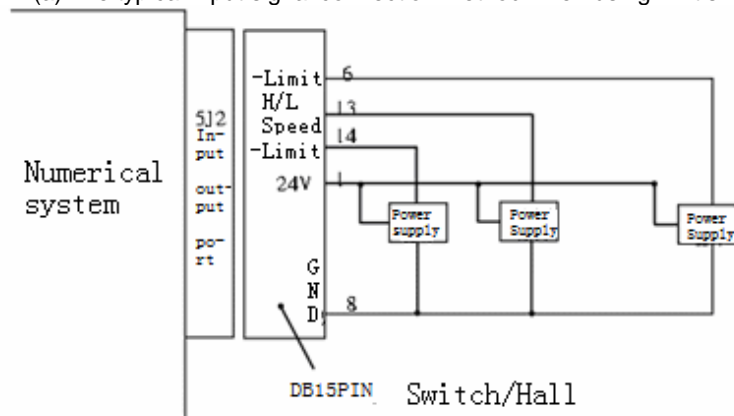 -Limit 6
H/L
Speed 13
-Limit 14
24V 1
5J2
In-
put
out-
put
po-
rt
Numerical
system
Power
supply
Power
Supply
Power
Supply
G
N
D 8
DB15PIN
Switch/Hall